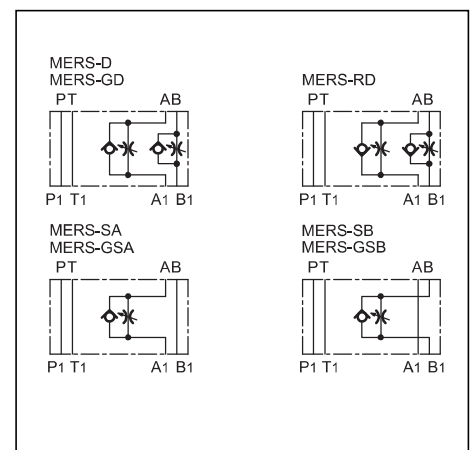 MERS-D
MERS-GD
PT AB
P1 T1 A1 B1
MERS-RD
PT AB
P1 T1 A1 B1
MERS-SA
MERS-GSA
PT AB
P1 T1 A1 B1
MERS-SB
MERS-GSB
PT AB
P1 T1 A1 B1